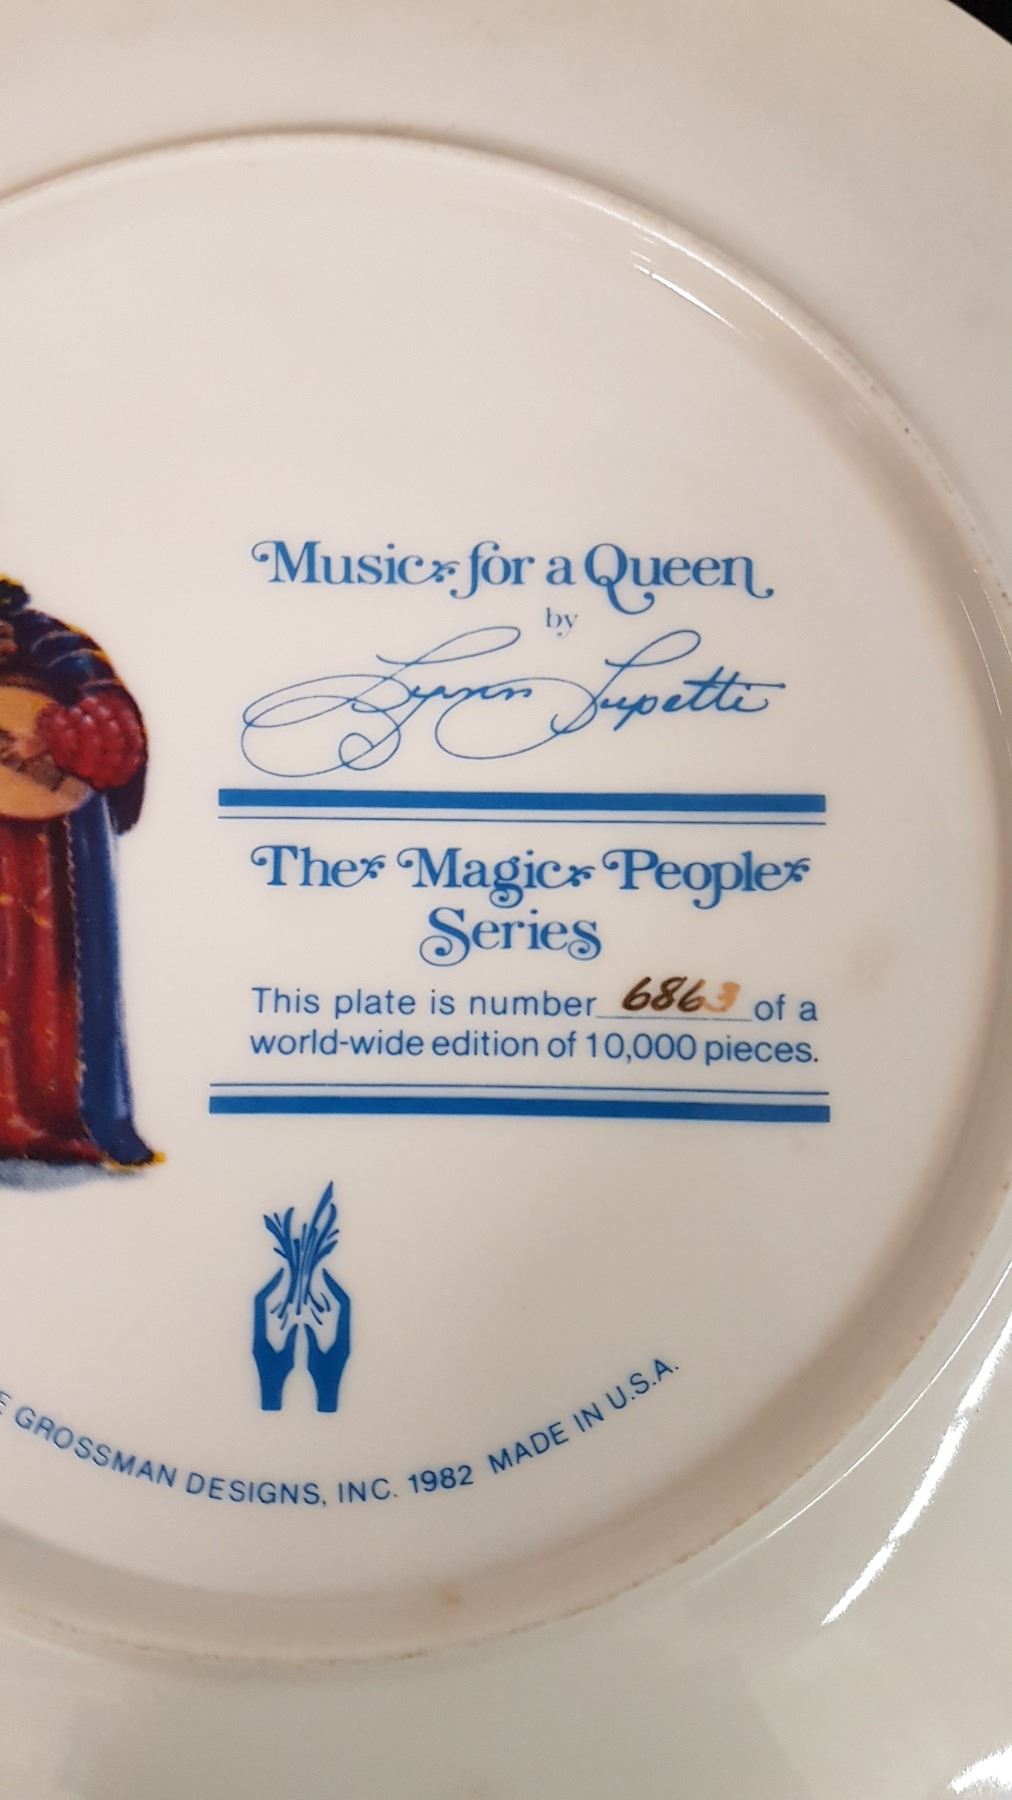 Music for a Queen
by
Lynn Lupetti
The Magic People
Series
This plate is number 6863 of a
world-wide edition of 10,000 pieces.
E GROSSMAN DESIGNS, INC. 1982 MADE IN U.S.A.